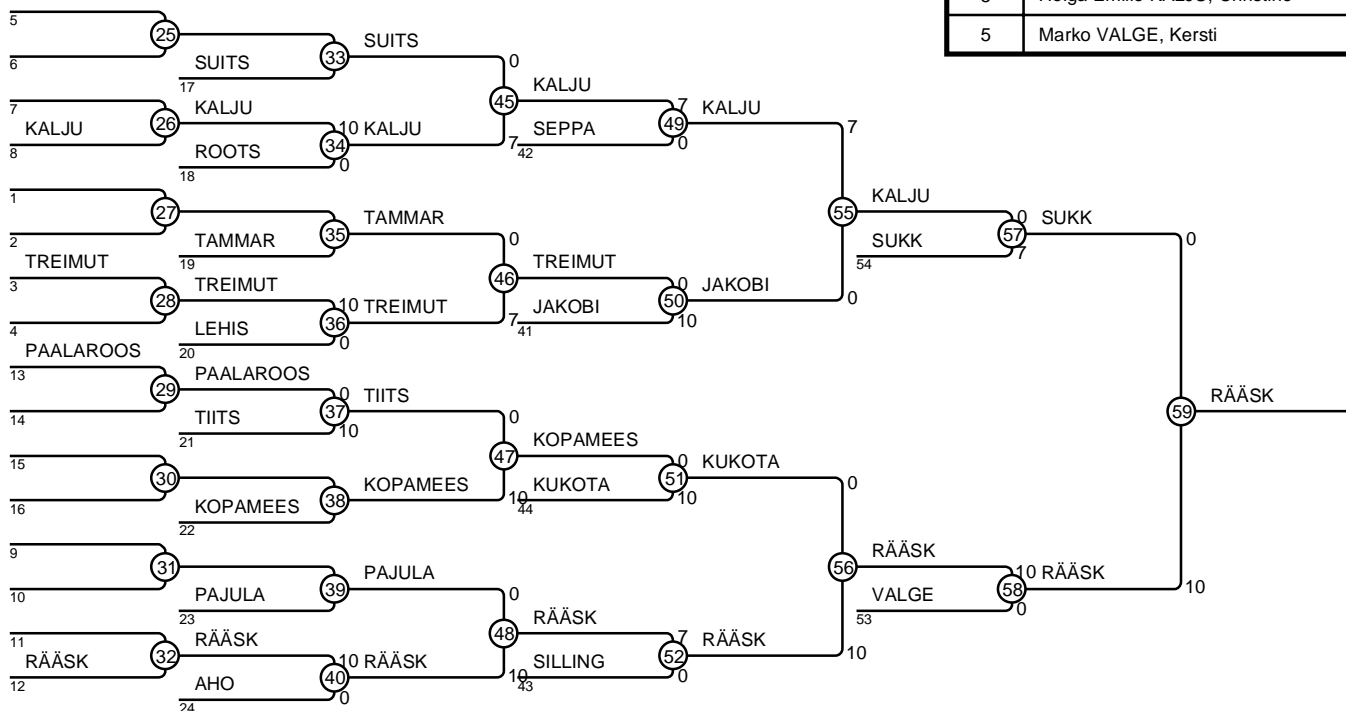 5 Helga Emilie KALJU, Christine
5 Marko VALGE, Kersti
5
25
6
SUITS
17
33
SUITS
0
7
KALJU
8
26
KALJU
10
ROOTS
0
18
34
KALJU
7
45
KALJU
7
SEPPA
0
42
49
KALJU
7
1
2
27
TAMMAR
19
35
TAMMAR
0
TREIMUT
3
4
28
TREIMUT
10
LEHIS
0
20
36
TREIMUT
7
46
TREIMUT
0
JAKOBI
10
41
50
JAKOBI
0
55
KALJU
0
SUKK
7
54
57
SUKK
0
PAALAROOS
13
14
29
PAALAROOS
0
TIITS
10
21
37
TIITS
0
15
16
30
KOPAMEES
22
38
KOPAMEES
10
47
KOPAMEES
0
KUKOTA
10
44
51
KUKOTA
0
9
10
31
PAJULA
23
39
PAJULA
0
11
RÄÄSK
12
32
RÄÄSK
10
AHO
0
24
40
RÄÄSK
10
48
RÄÄSK
7
SILLING
0
43
52
RÄÄSK
10
56
RÄÄSK
10
VALGE
0
53
58
RÄÄSK
10
59
RÄÄSK